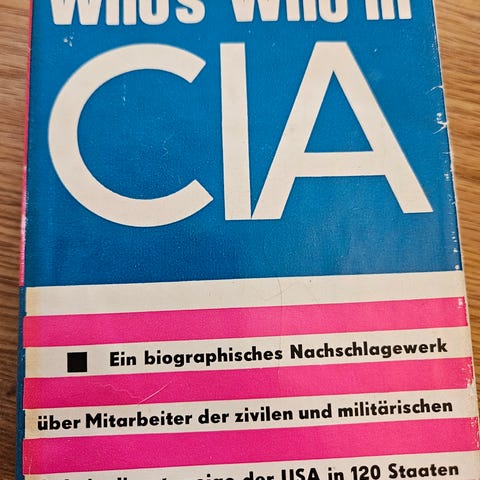 Who's Who in
CIA
Ein biographisches Nachschlagewerk
über Mitarbeiter der zivilen und militärischen
der USA in 120 Staaten